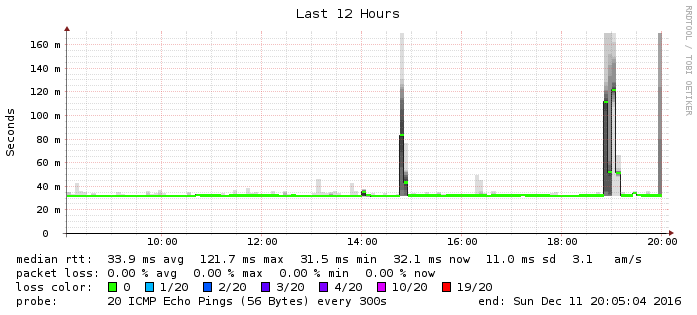 Last 12 Hours
RRDTOOL / TOBI OETIKER
Seconds
160 m
140 m
120 m
100 m
80 m
60 m
40 m
20 m
0
10:00 12:00 14:00 16:00 18:00 20:00
median rtt: 33.9 ms avg 121.7 ms max 31.5 ms min 32.1 ms now 11.0 ms sd 3.1 am/s
packet loss: 0.00 % avg 0.00 % max 0.00 % min 0.00 % now
loss color: 0 1/20 2/20 3/20 4/20 10/20 19/20
probe: 20 ICMP Echo Pings (56 Bytes) every 300s end: Sun Dec 11 20:05:04 2016